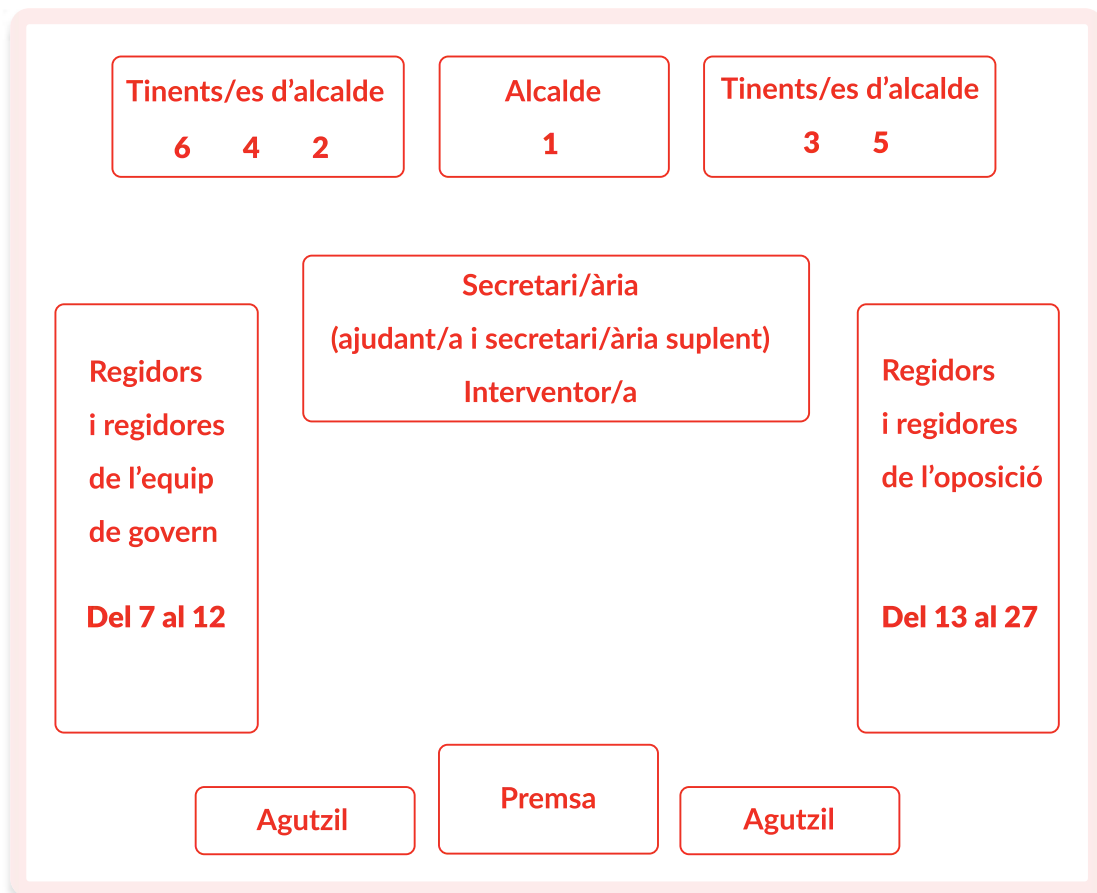 Tinents/es d’alcalde
6 4 2
Alcalde
1
Tinents/es d’alcalde
3 5
Secretari/ària
(ajudant/a i secretari/ària suplent)
Interventor/a
Regidors
i regidores
de l’equip
de govern
Del 7 al 12
Regidors
i regidores
de l’oposició
Del 13 al 27
Agutzil
Premsa
Agutzil